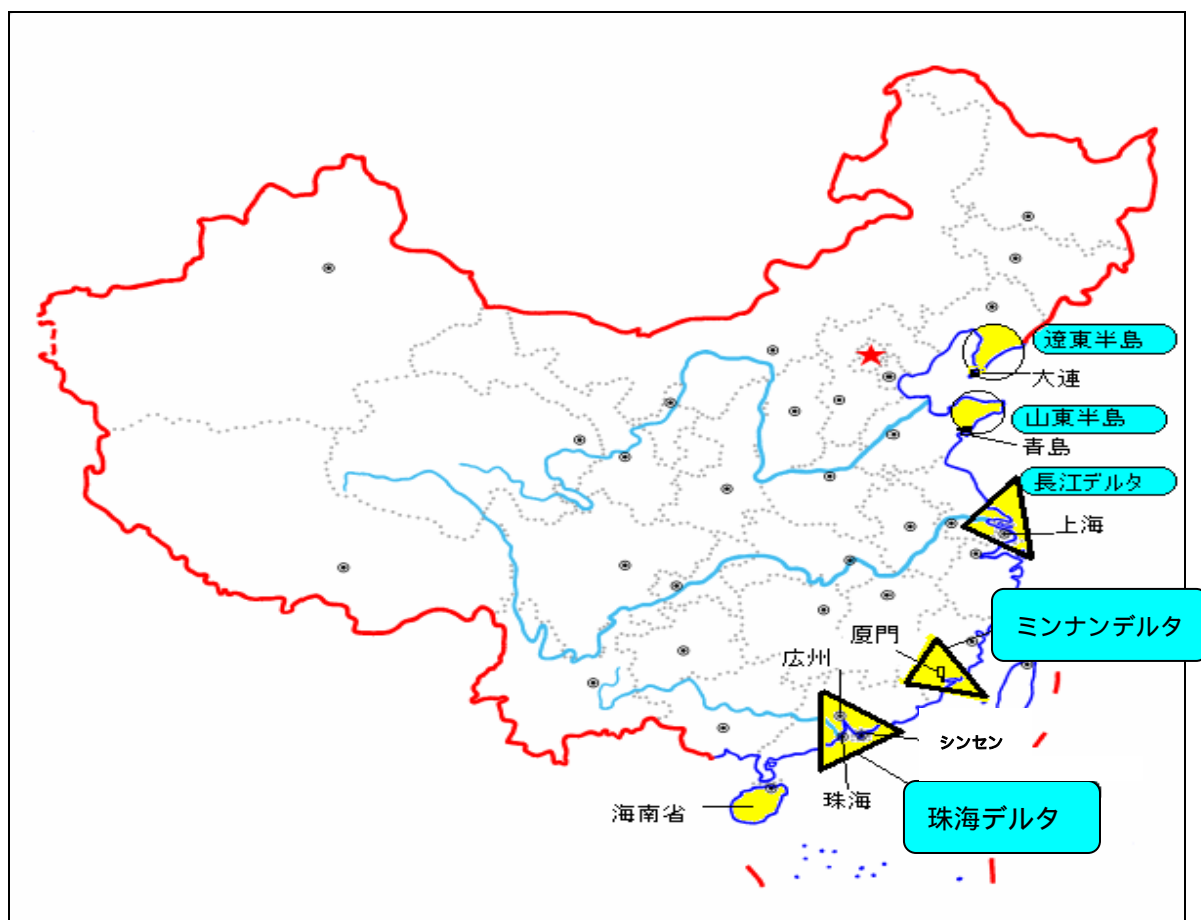 遼東半島
大連
山東半島
青島
長江デルタ
上海
ミンナンデルタ
厦門
広州
シンセン
珠海
海南省
珠海デルタ